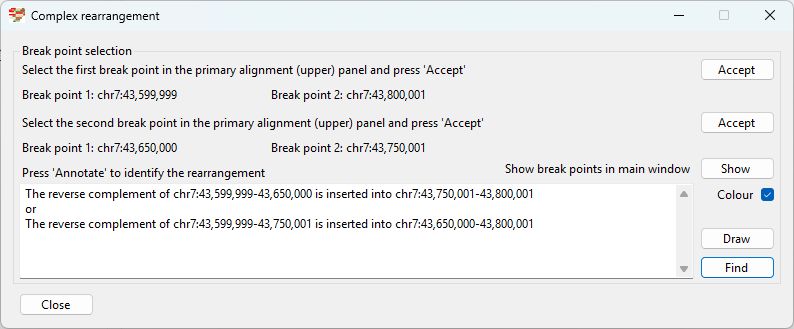 Complex rearrangement
Break point selection
Select the first break point in the primary alignment (upper) panel and press 'Accept'
Accept
Break point 1: chr7:43,599,999 Break point 2: chr7:43,800,001
Select the second break point in the primary alignment (upper) panel and press 'Accept'
Accept
Break point 1: chr7:43,650,000 Break point 2: chr7:43,750,001
Press 'Annotate' to identify the rearrangement
Show break points in main window
Show
The reverse complement of chr7:43,599,999-43,650,000 is inserted into chr7:43,750,001-43,800,001
or
The reverse complement of chr7:43,599,999-43,750,001 is inserted into chr7:43,650,000-43,800,001
Colour
Draw
Find
Close